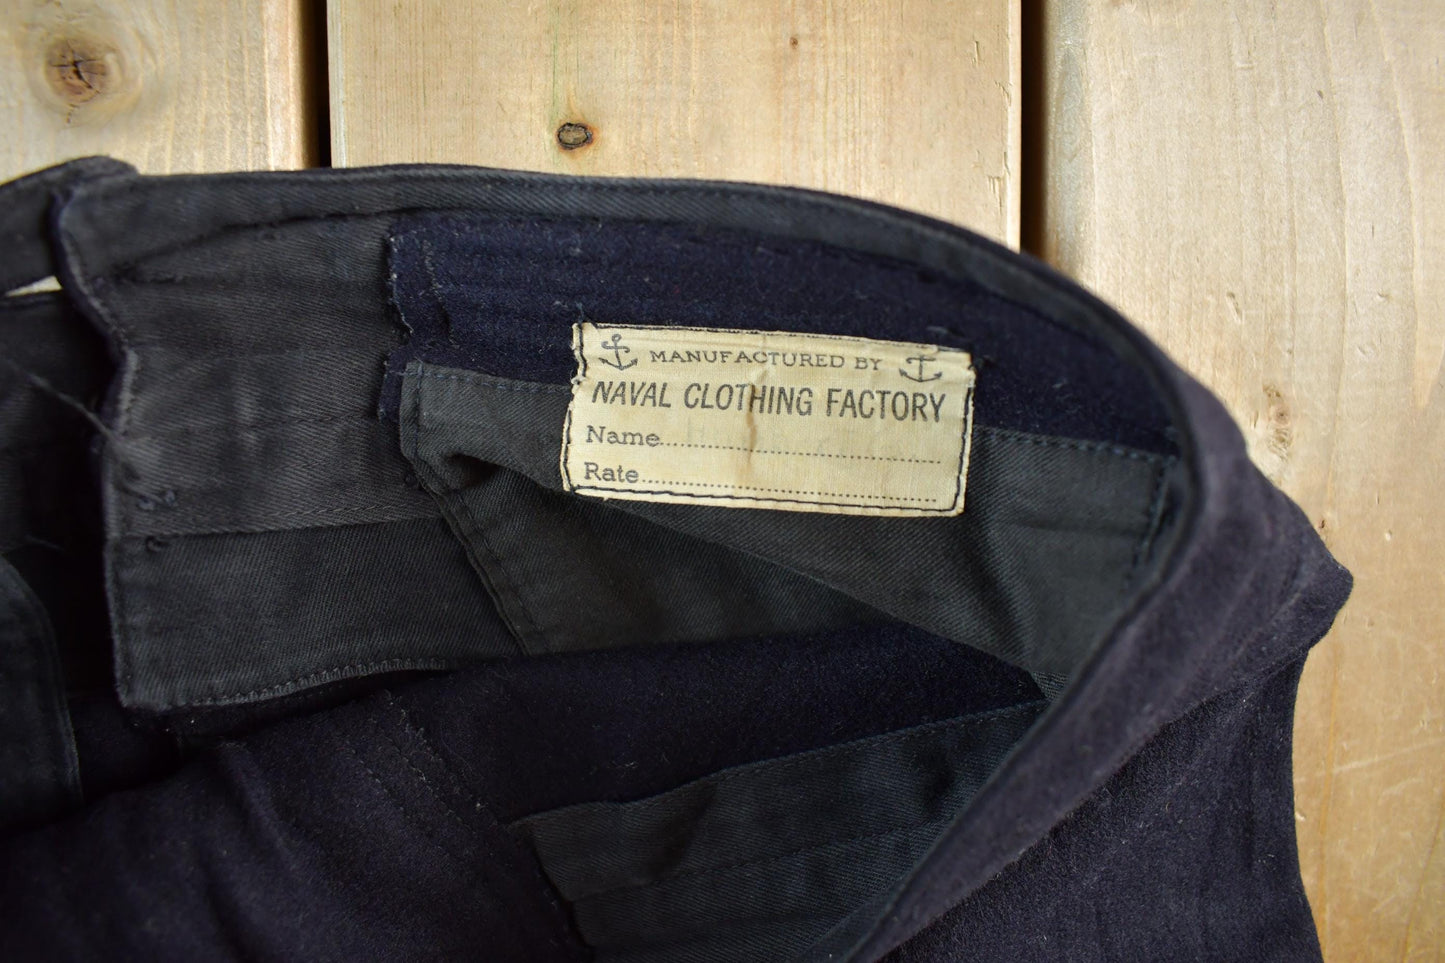 MANUFACTURED BY
NAVAL CLOTHING FACTORY
Name........................................
Rate........................................